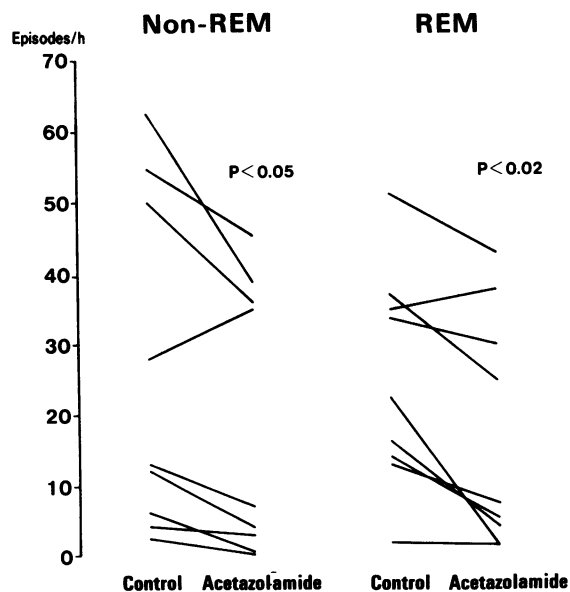 Non-REM REM
Episodes/h
70
60
P<0.05 P<0.02
50
40
30
20
10
0
Control Acetazolamide Control Acetazolamide